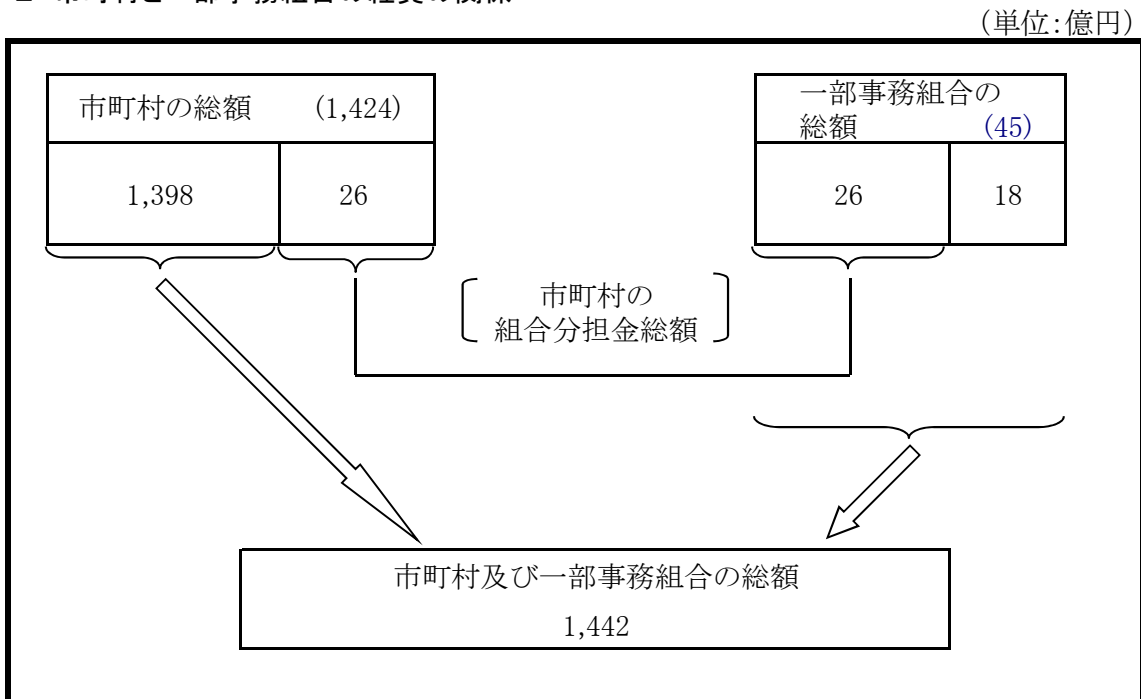 (単位:億円)
市町村の総額 (1,424)
1,398 26
一部事務組合の
総額 (45)
26 18
市町村の
組合分担金総額
市町村及び一部事務組合の総額
1,442